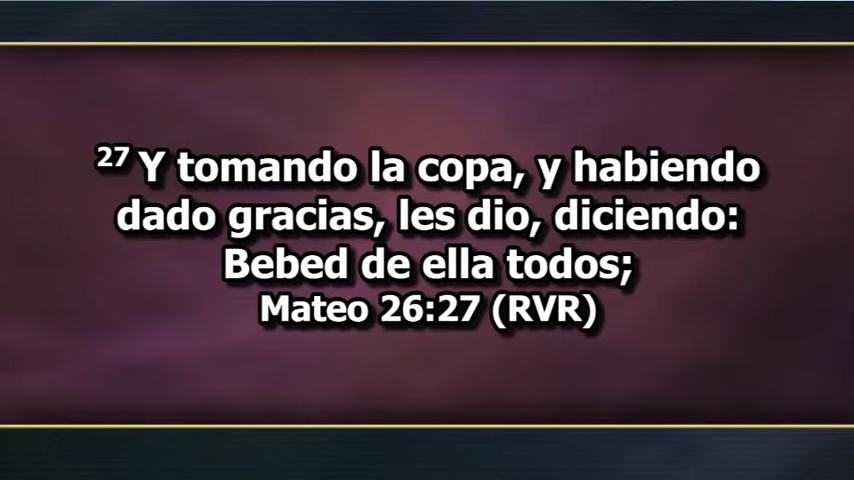 27 Y tomando la copa, y habiendo
dado gracias, les dio, diciendo:
Bebed de ella todos;
Mateo 26:27 (RVR)